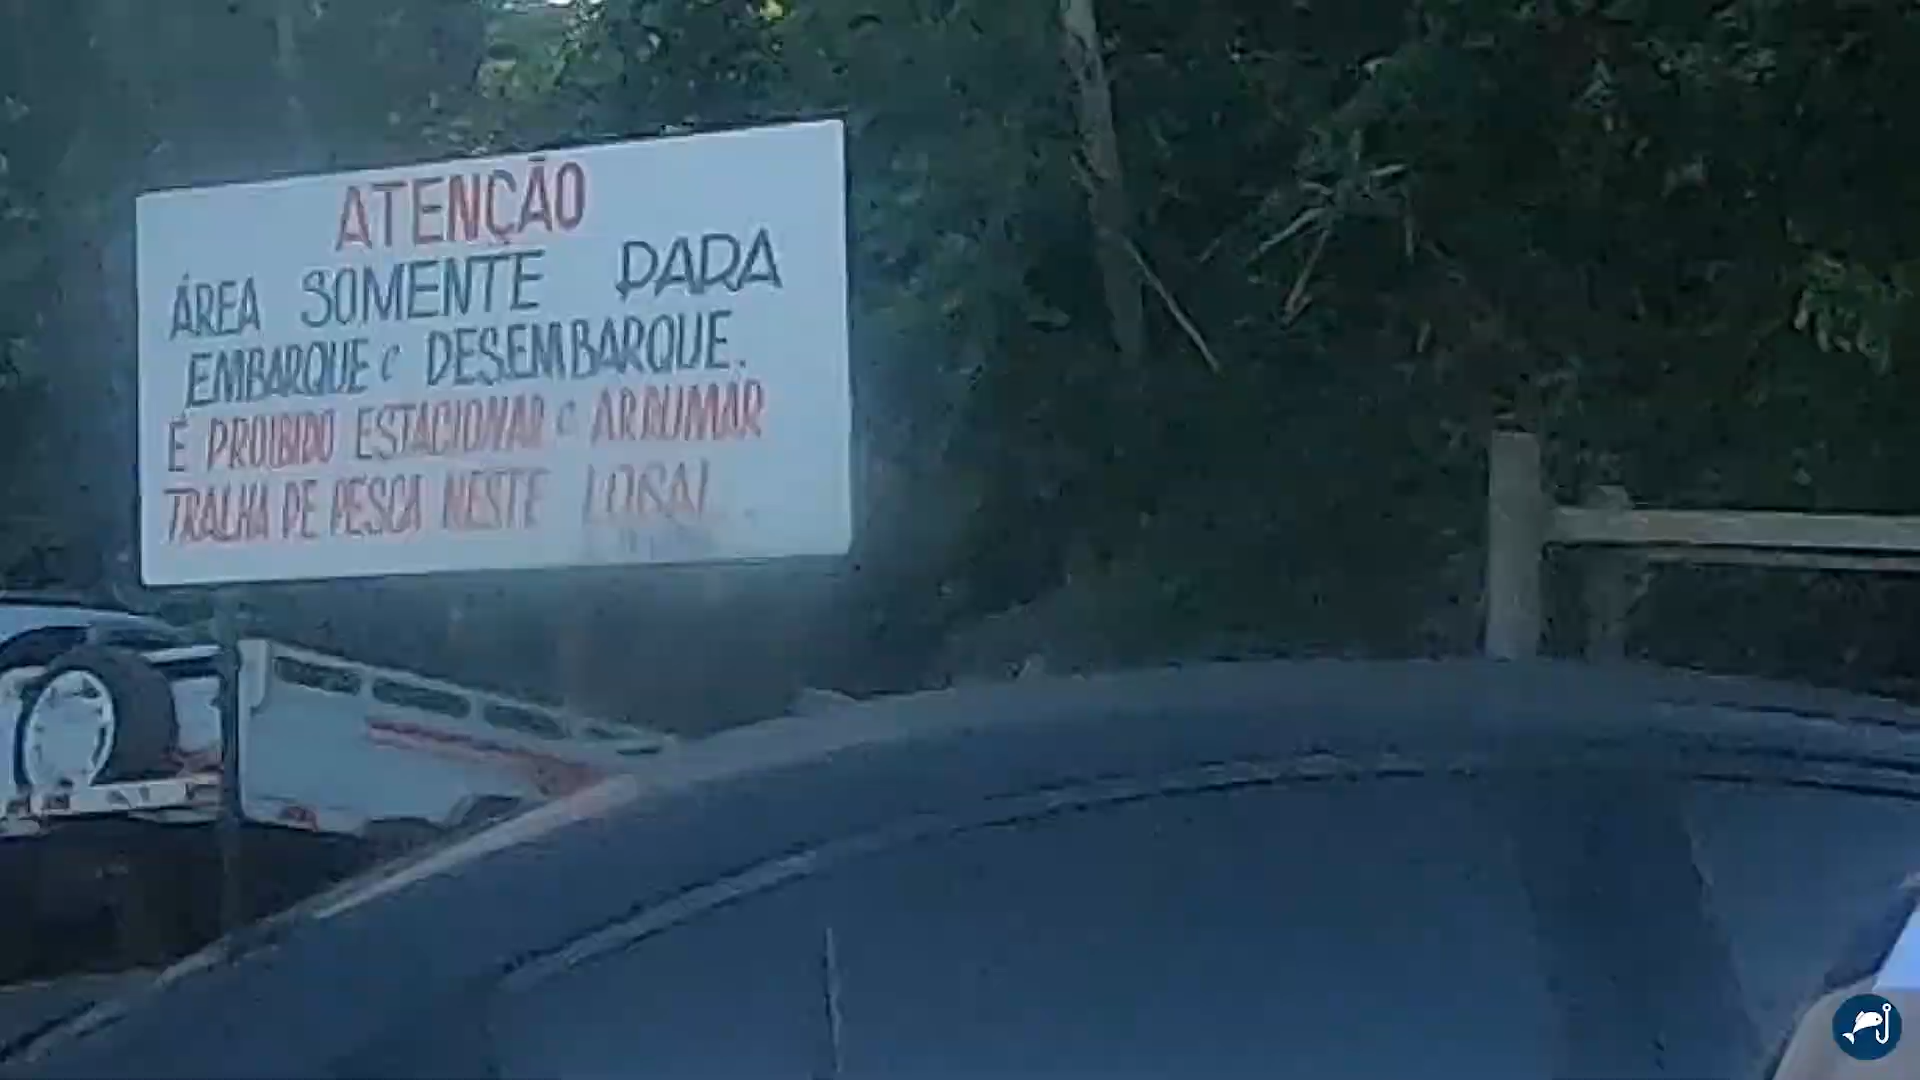 ATENÇÃO
ÁREA SOMENTE PARA
EMBARQUE e DESEMBARQUE.
É PROIBIDO ESTACIONAR e ARRUMAR
TRALHA DE PESCA NESTE LOCAL